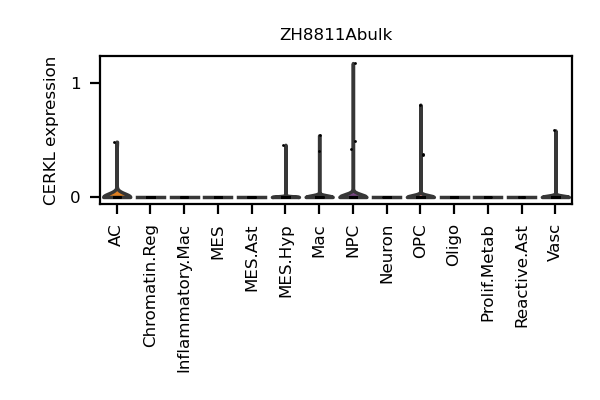 ZH8811Abulk
CERKL expression
1
0
AC
Chromatin.Reg
Inflammatory.Mac
MES
MES.Ast
MES.Hyp
Mac
NPC
Neuron
OPC
Oligo
Prolif.Metab
Reactive.Ast
Vasc